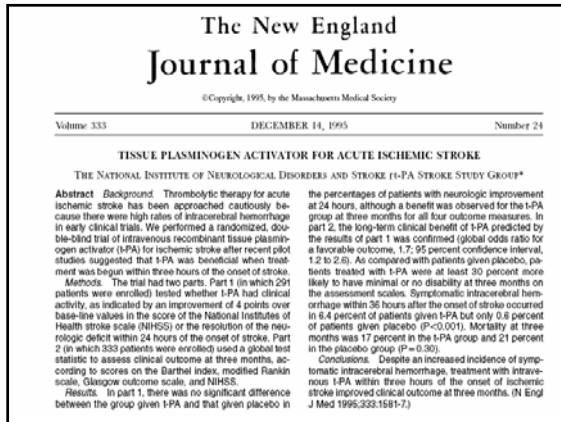 The New England
Journal of Medicine
©Copyright, 1995, by the Massachusetts Medical Society
Volume 333 DECEMBER 14, 1995 Number 24
TISSUE PLASMINOGEN ACTIVATOR FOR ACUTE ISCHEMIC STROKE
THE NATIONAL INSTITUTE OF NEUROLOGICAL DISORDERS AND STROKE rt-PA STROKE STUDY GROUP*
Abstract Background. Thrombolytic therapy for acute
ischemic stroke has been approached cautiously be-
cause there were high rates of intracerebral hemorrhage
in early clinical trials. We performed a randomized, dou-
ble-blind trial of intravenous recombinant tissue plasmin-
ogen activator (t-PA) for ischemic stroke after recent pilot
studies suggested that t-PA was beneficial when treat-
ment was begun within three hours of the onset of stroke.
Methods. The trial had two parts. Part 1 (in which 291
patients were enrolled) tested whether t-PA had clinical
activity, as indicated by an improvement of 4 points over
base-line values in the score of the National Institutes of
Health stroke scale (NIHSS) or the resolution of the neu-
rologic deficit within 24 hours of the onset of stroke. Part
2 (in which 333 patients were enrolled) used a global test
statistic to assess clinical outcome at three months, ac-
cording to scores on the Barthel index, modified Rankin
scale, Glasgow outcome scale, and NIHSS.
Results. In part 1, there was no significant difference
between the group given t-PA and that given placebo in
the percentages of patients with neurologic improvement
at 24 hours, although a benefit was observed for the t-PA
group at three months for all four outcome measures. In
part 2, the long-term clinical benefit of t-PA predicted by
the results of part 1 was confirmed (global odds ratio for
a favorable outcome, 1.7; 95 percent confidence interval,
1.2 to 2.6). As compared with patients given placebo, pa-
tients treated with t-PA were at least 30 percent more
likely to have minimal or no disability at three months on
the assessment scales. Symptomatic intracerebral hem-
orrhage within 36 hours after the onset of stroke occurred
in 6.4 percent of patients given t-PA but only 0.6 percent
of patients given placebo (P<0.001). Mortality at three
months was 17 percent in the t-PA group and 21 percent
in the placebo group (P=0.30).
Conclusions. Despite an increased incidence of symp-
tomatic intracerebral hemorrhage, treatment with intrave-
nous t-PA within three hours of the onset of ischemic
stroke improved clinical outcome at three months. (N Engl
J Med 1995;333:1581-7.)